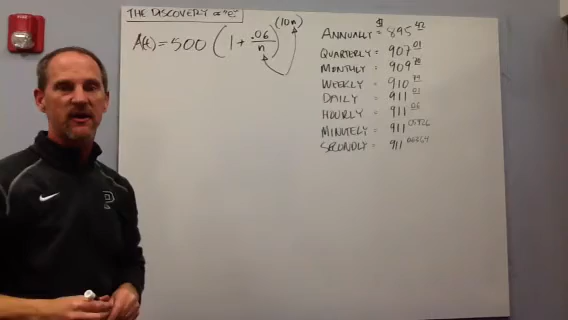 THE DISCOVERY OF "e"
A(t) = 500 (1 + .06/n)^(10n)
$
ANNUALLY = 895 42
QUARTERLY = 907 01
MONTHLY = 909 70
WEEKLY = 910 74
DAILY = 911 01
HOURLY = 911 06
MINUTELY = 911
SECONDLY = 911